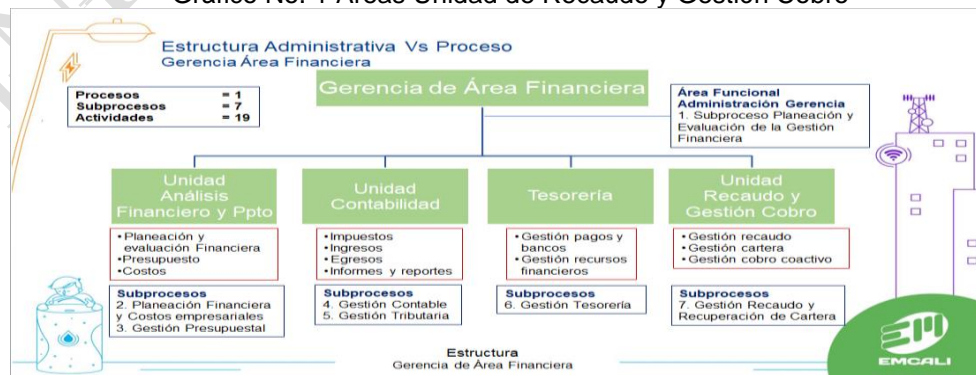 Gráfico No. 1 Áreas Unidad de Recaudo y Gestión Cobro
Estructura Administrativa Vs Proceso
Gerencia Área Financiera
Procesos = 1
Subprocesos = 7
Actividades = 19
Gerencia de Área Financiera
Área Funcional
Administración Gerencia
1. Subproceso Planeación y
Evaluación de la Gestión
Financiera
Unidad
Análisis
Financiero y Ppto
• Planeación y
evaluación Financiera
• Presupuesto
• Costos
Subprocesos
2. Planeación Financiera
y Costos empresariales
3. Gestión Presupuestal
Unidad
Contabilidad
• Impuestos
• Ingresos
• Egresos
• Informes y reportes
Subprocesos
4. Gestión Contable
5. Gestión Tributaria
Tesorería
• Gestión pagos y
bancos
• Gestión recursos
financieros
Subprocesos
6. Gestión Tesorería
Unidad
Recaudo y
Gestión Cobro
• Gestión recaudo
• Gestión cartera
• Gestión cobro coactivo
Subprocesos
7. Gestión Recaudo y
Recuperación de Cartera
Estructura
Gerencia de Área Financiera
EMCALI